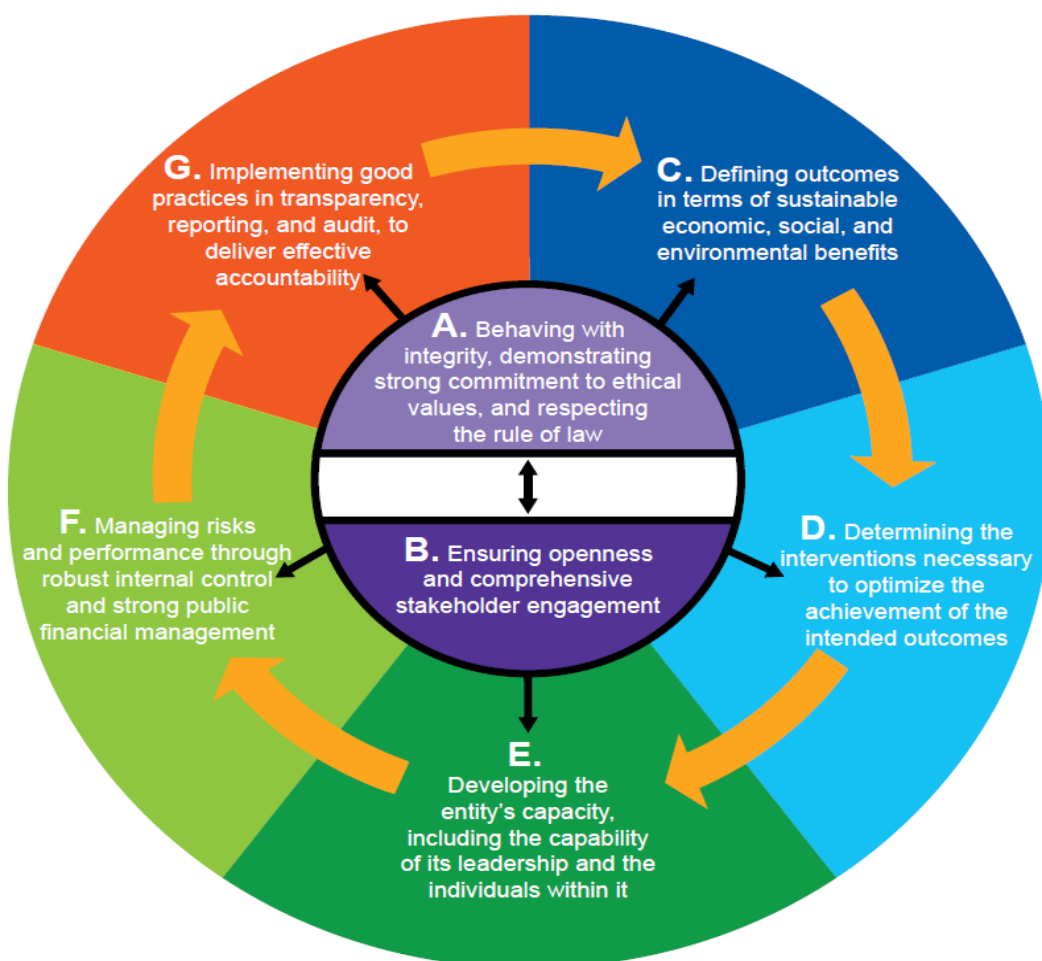 A. Behaving with
integrity, demonstrating
strong commitment to ethical
values, and respecting
the rule of law
B. Ensuring openness
and comprehensive
stakeholder engagement
C. Defining outcomes
in terms of sustainable
economic, social, and
environmental benefits
D. Determining the
interventions necessary
to optimize the
achievement of the
intended outcomes
E.
Developing the
entity’s capacity,
including the capability
of its leadership and the
individuals within it
F. Managing risks
and performance through
robust internal control
and strong public
financial management
G. Implementing good
practices in transparency,
reporting, and audit, to
deliver effective
accountability